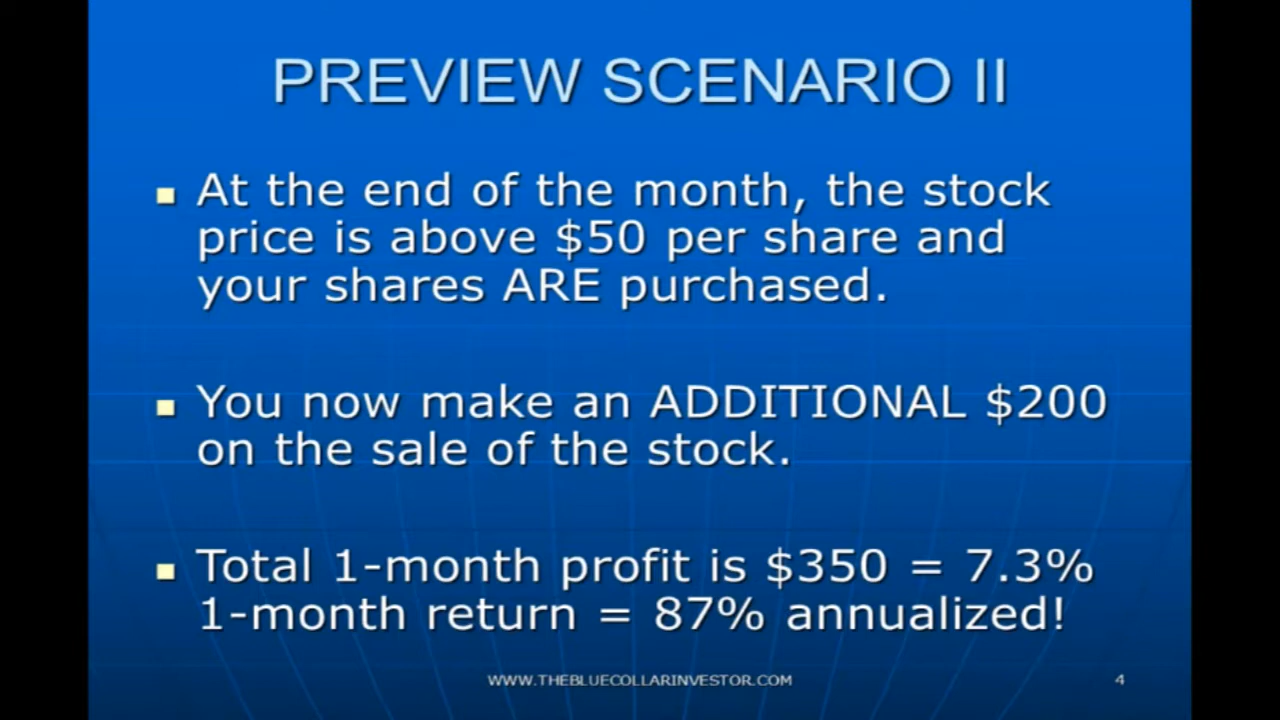 PREVIEW SCENARIO II
At the end of the month, the stock
price is above $50 per share and
your shares ARE purchased.
You now make an ADDITIONAL $200
on the sale of the stock.
Total 1-month profit is $350 = 7.3%
1-month return = 87% annualized!
WWW.THEBLUECOLLARINVESTOR.COM
4